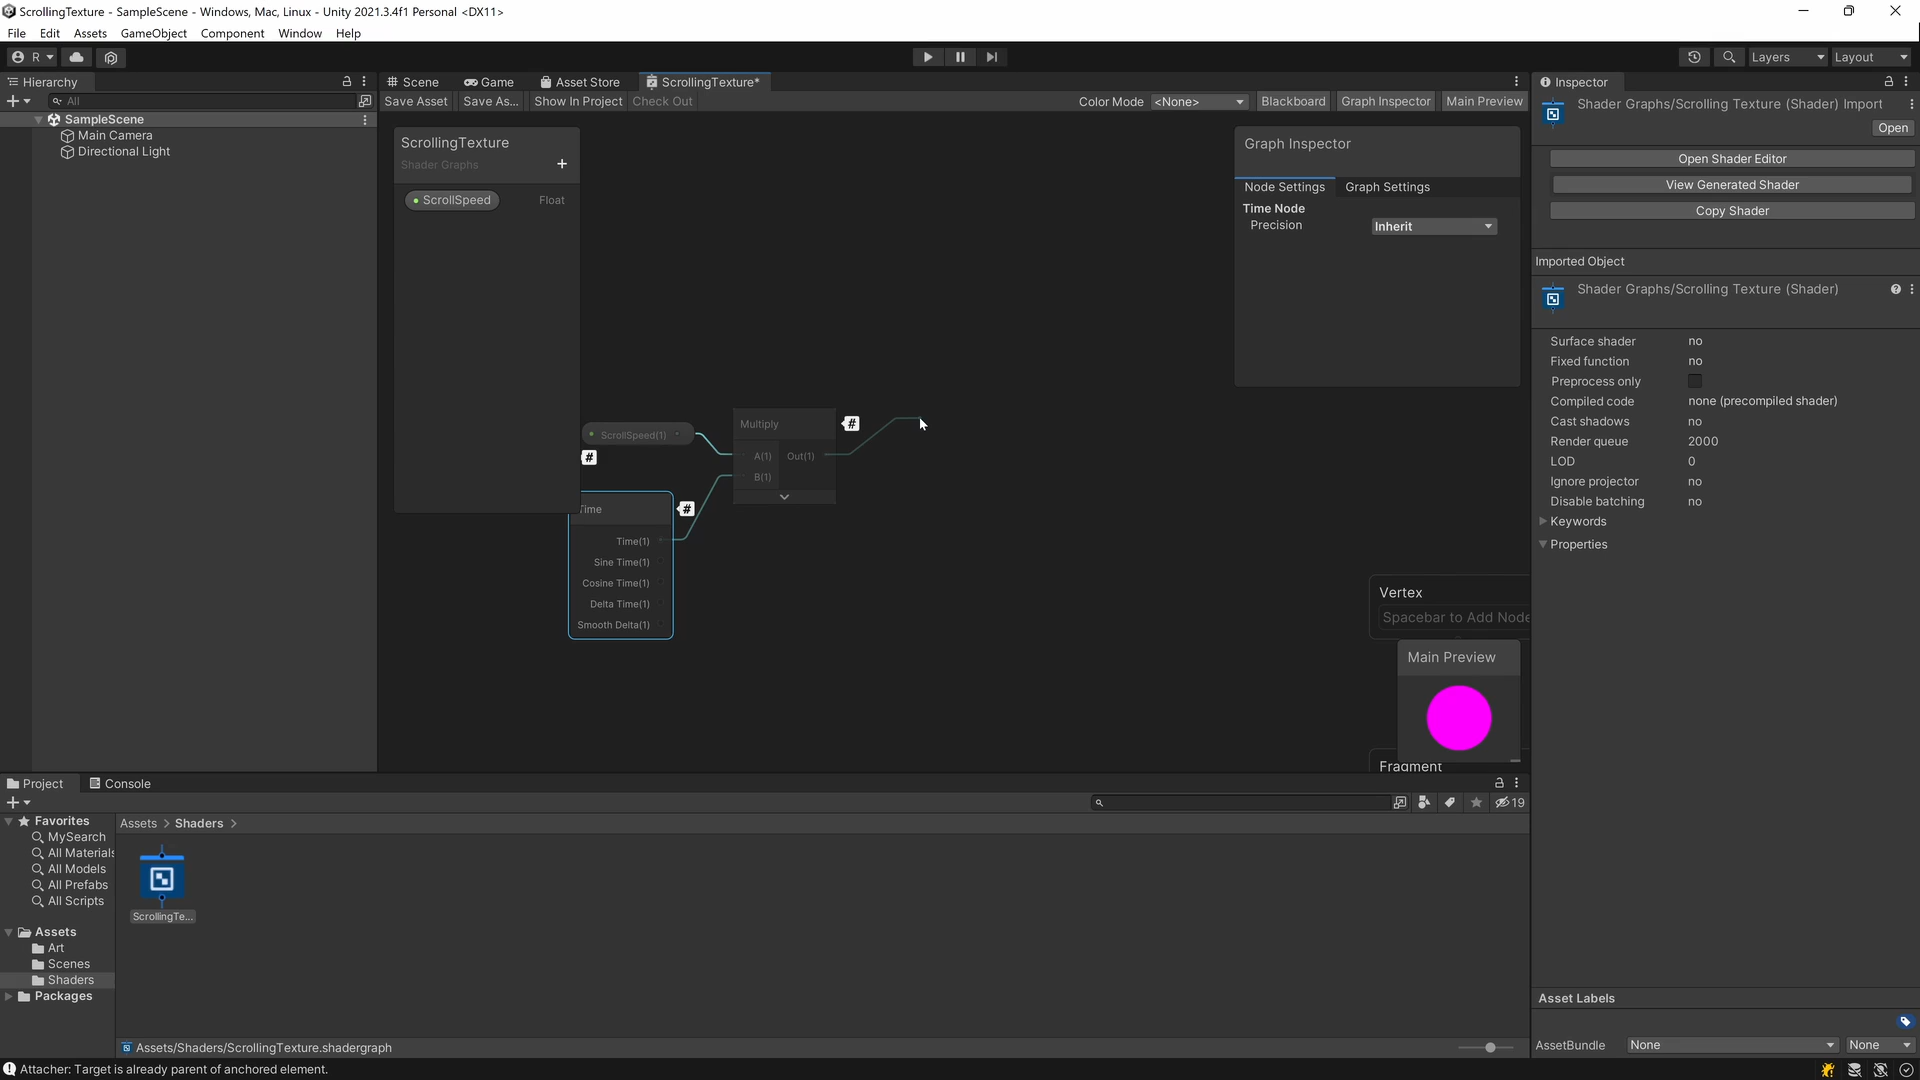 ScrollingTexture - SampleScene - Windows, Mac, Linux - Unity 2021.3.4f1 Personal <DX11>
File Edit Assets GameObject Component Window Help
R Layers Layout
Hierarchy
All
SampleScene
Main Camera
Directional Light
Scene Game Asset Store ScrollingTexture*
Save Asset Save As... Show In Project Check Out Color Mode <None> Blackboard Graph Inspector Main Preview
ScrollingTexture
Shader Graphs
+
ScrollSpeed Float
Graph Inspector
Node Settings Graph Settings
Time Node
Precision Inherit
ScrollSpeed(1)
#
Multiply #
A(1) Out(1)
B(1)
Time #
Time(1)
Sine Time(1)
Cosine Time(1)
Delta Time(1)
Smooth Delta(1)
Vertex
Spacebar to Add Node
Main Preview
Fragment
Inspector
Shader Graphs/Scrolling Texture (Shader) Import
Open
Open Shader Editor
View Generated Shader
Copy Shader
Imported Object
Shader Graphs/Scrolling Texture (Shader)
Surface shader no
Fixed function no
Preprocess only
Compiled code none (precompiled shader)
Cast shadows no
Render queue 2000
LOD 0
Ignore projector no
Disable batching no
Keywords
Properties
Asset Labels
AssetBundle None None
Project Console
19
Favorites
MySearch
All Materials
All Models
All Prefabs
All Scripts
Assets
Art
Scenes
Shaders
Packages
Assets > Shaders >
ScrollingTe...
Assets/Shaders/ScrollingTexture.shadergraph
Attacher: Target is already parent of anchored element.